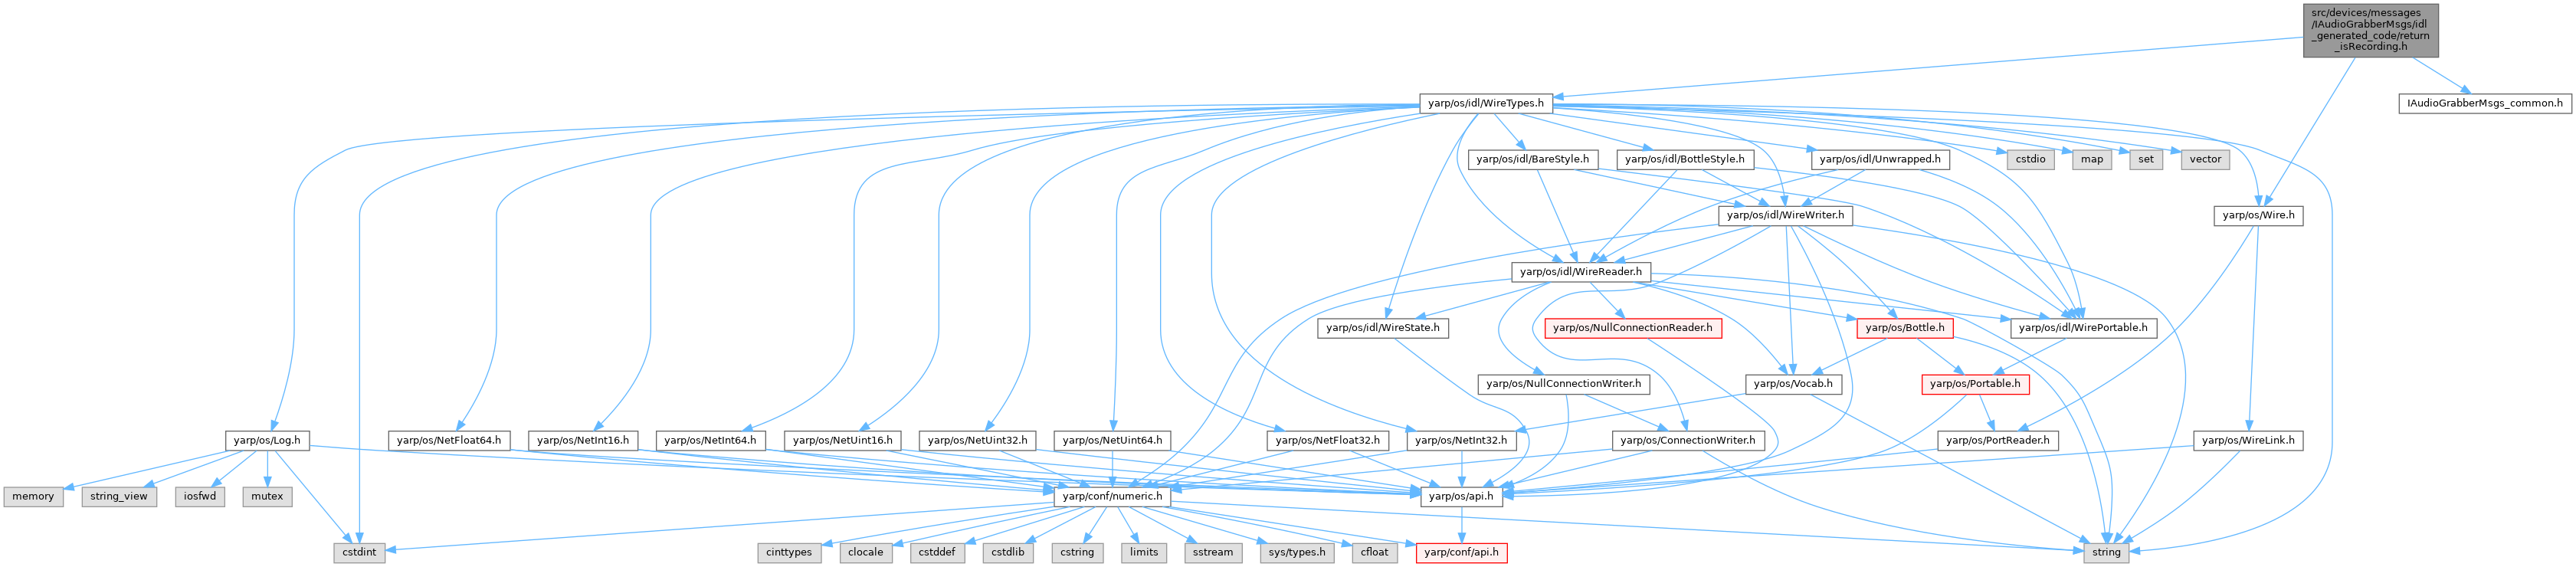 src/devices/messages
/IAudioGrabberMsgs/idl
_generated_code/return
_isRecording.h
yarp/os/idl/WireTypes.h
IAudioGrabberMsgs_common.h
yarp/os/idl/BareStyle.h
yarp/os/idl/BottleStyle.h
yarp/os/idl/Unwrapped.h
cstdio
map
set
vector
yarp/os/idl/WireWriter.h
yarp/os/Wire.h
yarp/os/idl/WireReader.h
yarp/os/idl/WireState.h
yarp/os/NullConnectionReader.h
yarp/os/Bottle.h
yarp/os/idl/WirePortable.h
yarp/os/NullConnectionWriter.h
yarp/os/Vocab.h
yarp/os/Portable.h
yarp/os/Log.h
yarp/os/NetFloat64.h
yarp/os/NetInt16.h
yarp/os/NetInt64.h
yarp/os/NetUint16.h
yarp/os/NetUint32.h
yarp/os/NetUint64.h
yarp/os/NetFloat32.h
yarp/os/NetInt32.h
yarp/os/ConnectionWriter.h
yarp/os/PortReader.h
yarp/os/WireLink.h
memory
string_view
iosfwd
mutex
yarp/conf/numeric.h
yarp/os/api.h
cstdint
cinttypes
clocale
cstddef
cstdlib
cstring
limits
sstream
sys/types.h
cfloat
yarp/conf/api.h
string